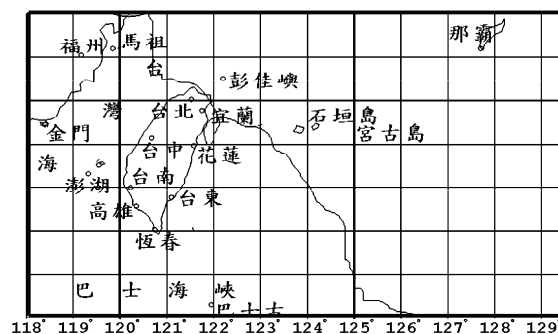 那霸
福州 馬祖
台
彭佳嶼
灣 台北 宜蘭 石垣島
金門 宮古島
台中 花蓮
海
台南
澎湖 台東
高雄
恆春
巴士海峽
巴士古
118° 119° 120° 121° 122° 123° 124° 125° 126° 127° 128°